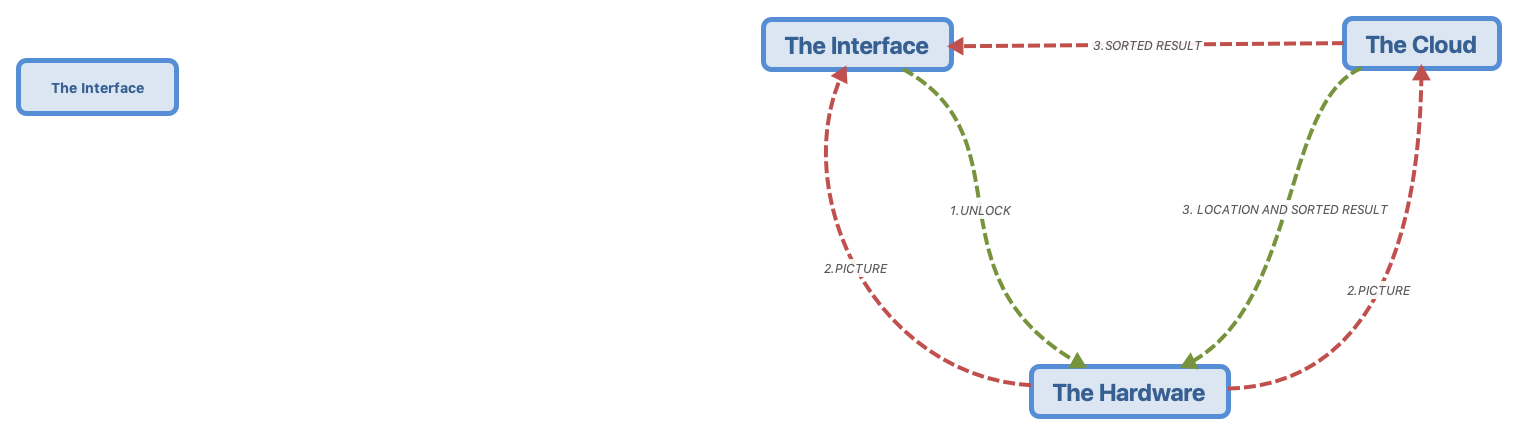 The Interface
The Interface
3.SORTED RESULT
The Cloud
1.UNLOCK
3. LOCATION AND SORTED RESULT
2.PICTURE
2.PICTURE
The Hardware